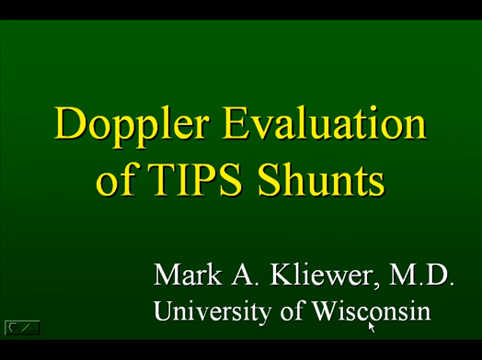 Doppler Evaluation
of TIPS Shunts
Mark A. Kliewer, M.D.
University of Wisconsin